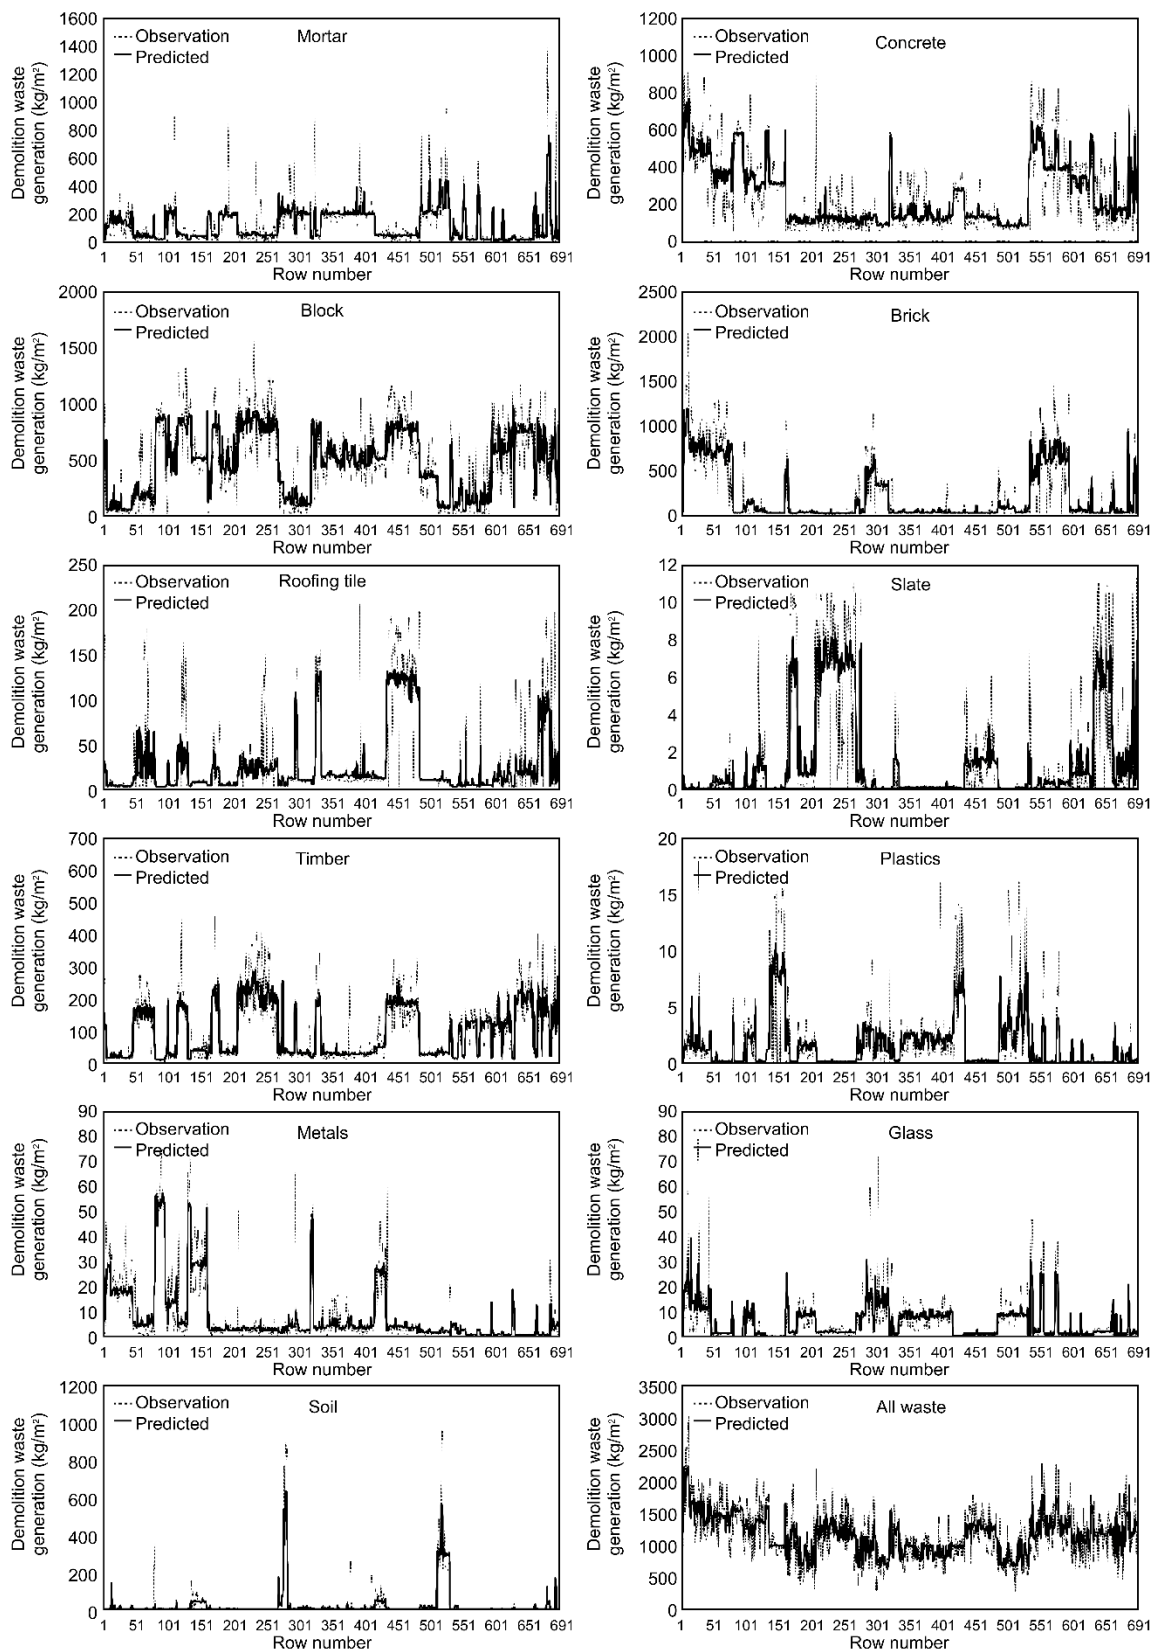 Mortar
Observation
Predicted
Demolition waste
generation (kg/m²)
1600
1400
1200
1000
800
600
400
200
0
1 51 101 151 201 251 301 351 401 451 501 551 601 651 691
Row number
Concrete
Observation
Predicted
Demolition waste
generation (kg/m²)
1200
1000
800
600
400
200
0
1 51 101 151 201 251 301 351 401 451 501 551 601 651 691
Row number
Block
Observation
Predicted
Demolition waste
generation (kg/m²)
2000
1500
1000
500
0
1 51 101 151 201 251 301 351 401 451 501 551 601 651 691
Row number
Brick
Observation
Predicted
Demolition waste
generation (kg/m²)
2500
2000
1500
1000
500
0
1 51 101 151 201 251 301 351 401 451 501 551 601 651 691
Row number
Roofing tile
Observation
Predicted
Demolition waste
generation (kg/m²)
250
200
150
100
50
0
1 51 101 151 201 251 301 351 401 451 501 551 601 651 691
Row number
Slate
Observation
Predicted
Demolition waste
generation (kg/m²)
12
10
8
6
4
2
0
1 51 101 151 201 251 301 351 401 451 501 551 601 651 691
Row number
Timber
Observation
Predicted
Demolition waste
generation (kg/m²)
700
600
500
400
300
200
100
0
1 51 101 151 201 251 301 351 401 451 501 551 601 651 691
Row number
Plastics
Observation
Predicted
Demolition waste
generation (kg/m²)
20
15
10
5
0
1 51 101 151 201 251 301 351 401 451 501 551 601 651 691
Row number
Metals
Observation
Predicted
Demolition waste
generation (kg/m²)
90
80
70
60
50
40
30
20
10
0
1 51 101 151 201 251 301 351 401 451 501 551 601 651 691
Row number
Glass
Observation
Predicted
Demolition waste
generation (kg/m²)
90
80
70
60
50
40
30
20
10
0
1 51 101 151 201 251 301 351 401 451 501 551 601 651 691
Row number
Soil
Observation
Predicted
Demolition waste
generation (kg/m²)
1200
1000
800
600
400
200
0
1 51 101 151 201 251 301 351 401 451 501 551 601 651 691
Row number
All waste
Observation
Predicted
Demolition waste
generation (kg/m²)
3500
3000
2500
2000
1500
1000
500
0
1 51 101 151 201 251 301 351 401 451 501 551 601 651 691
Row number